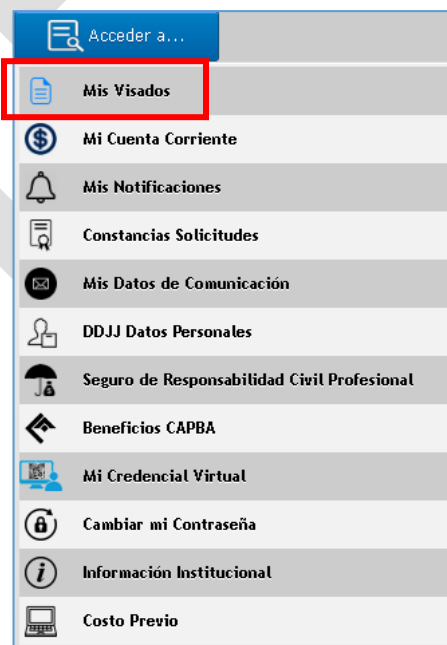 Acceder a...
Mis Visados
Mi Cuenta Corriente
Mis Notificaciones
Constancias Solicitudes
Mis Datos de Comunicación
DDJJ Datos Personales
Seguro de Responsabilidad Civil Profesional
Beneficios CAPBA
Mi Credencial Virtual
Cambiar mi Contraseña
Información Institucional
Costo Previo